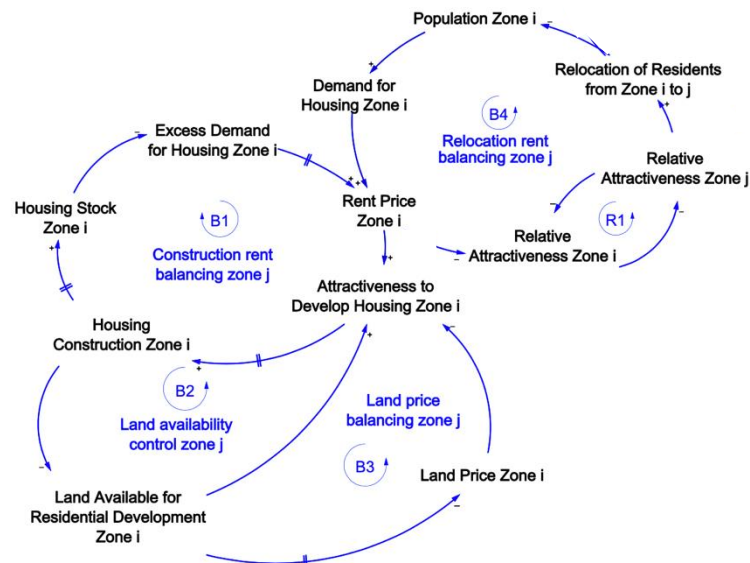 Population Zone i
Relocation of Residents
from Zone i to j
Demand for
Housing Zone i
B4
Relocation rent
balancing zone j
Excess Demand
for Housing Zone i
Relative
Attractiveness Zone j
Housing Stock
Zone i
B1
Rent Price
Zone i
R1
Relative
Attractiveness Zone i
Construction rent
balancing zone j
Attractiveness to
Develop Housing Zone i
Housing
Construction Zone i
B2
Land availability
control zone j
Land price
balancing zone j
B3
Land Price Zone i
Land Available for
Residential Development
Zone i